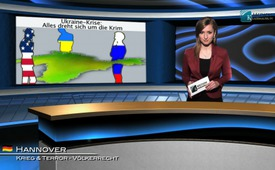 Ukraine-Krise:
Alles dreht sich um die Krim
Hannover
Krieg & Terror - Völkerrecht